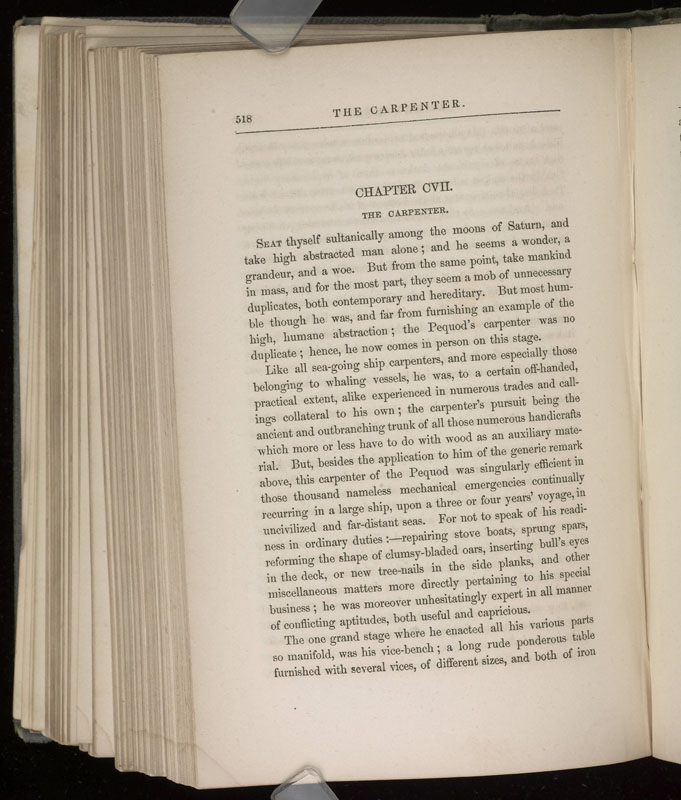 518
THE CARPENTER.
CHAPTER CVII.
THE CARPENTER.
SEAT thyself sultanically among the moons of Saturn, and
take high abstracted man alone; and he seems a wonder, a
grandeur, and a woe. But from the same point, take mankind
in mass, and for the most part, they seem a mob of unnecessary
duplicates, both contemporary and hereditary. But most hum-
ble though he was, and far from furnishing an example of the
high, humane abstraction; the Pequod's carpenter was no
duplicate; hence, he now comes in person on this stage.
Like all sea-going ship carpenters, and more especially those
belonging to whaling vessels, he was, to a certain off-handed,
practical extent, alike experienced in numerous trades and call-
ings collateral to his own; the carpenter's pursuit being the
ancient and outbranching trunk of all those numerous handicrafts
which more or less have to do with wood as an auxiliary mate-
rial. But, besides the application to him of the generic remark
above, this carpenter of the Pequod was singularly efficient in
those thousand nameless mechanical emergencies continually
recurring in a large ship, upon a three or four years' voyage, in
uncivilized and far-distant seas. For not to speak of his readi-
ness in ordinary duties:—repairing stove boats, sprung spars,
reforming the shape of clumsy-bladed oars, inserting bull's eyes
in the deck, or new tree-nails in the side planks, and other
miscellaneous matters more directly pertaining to his special
business; he was moreover unhesitatingly expert in all manner
of conflicting aptitudes, both useful and capricious.
The one grand stage where he enacted all his various parts
so manifold, was his vice-bench; a long rude ponderous table
furnished with several vices, of different sizes, and both of iron